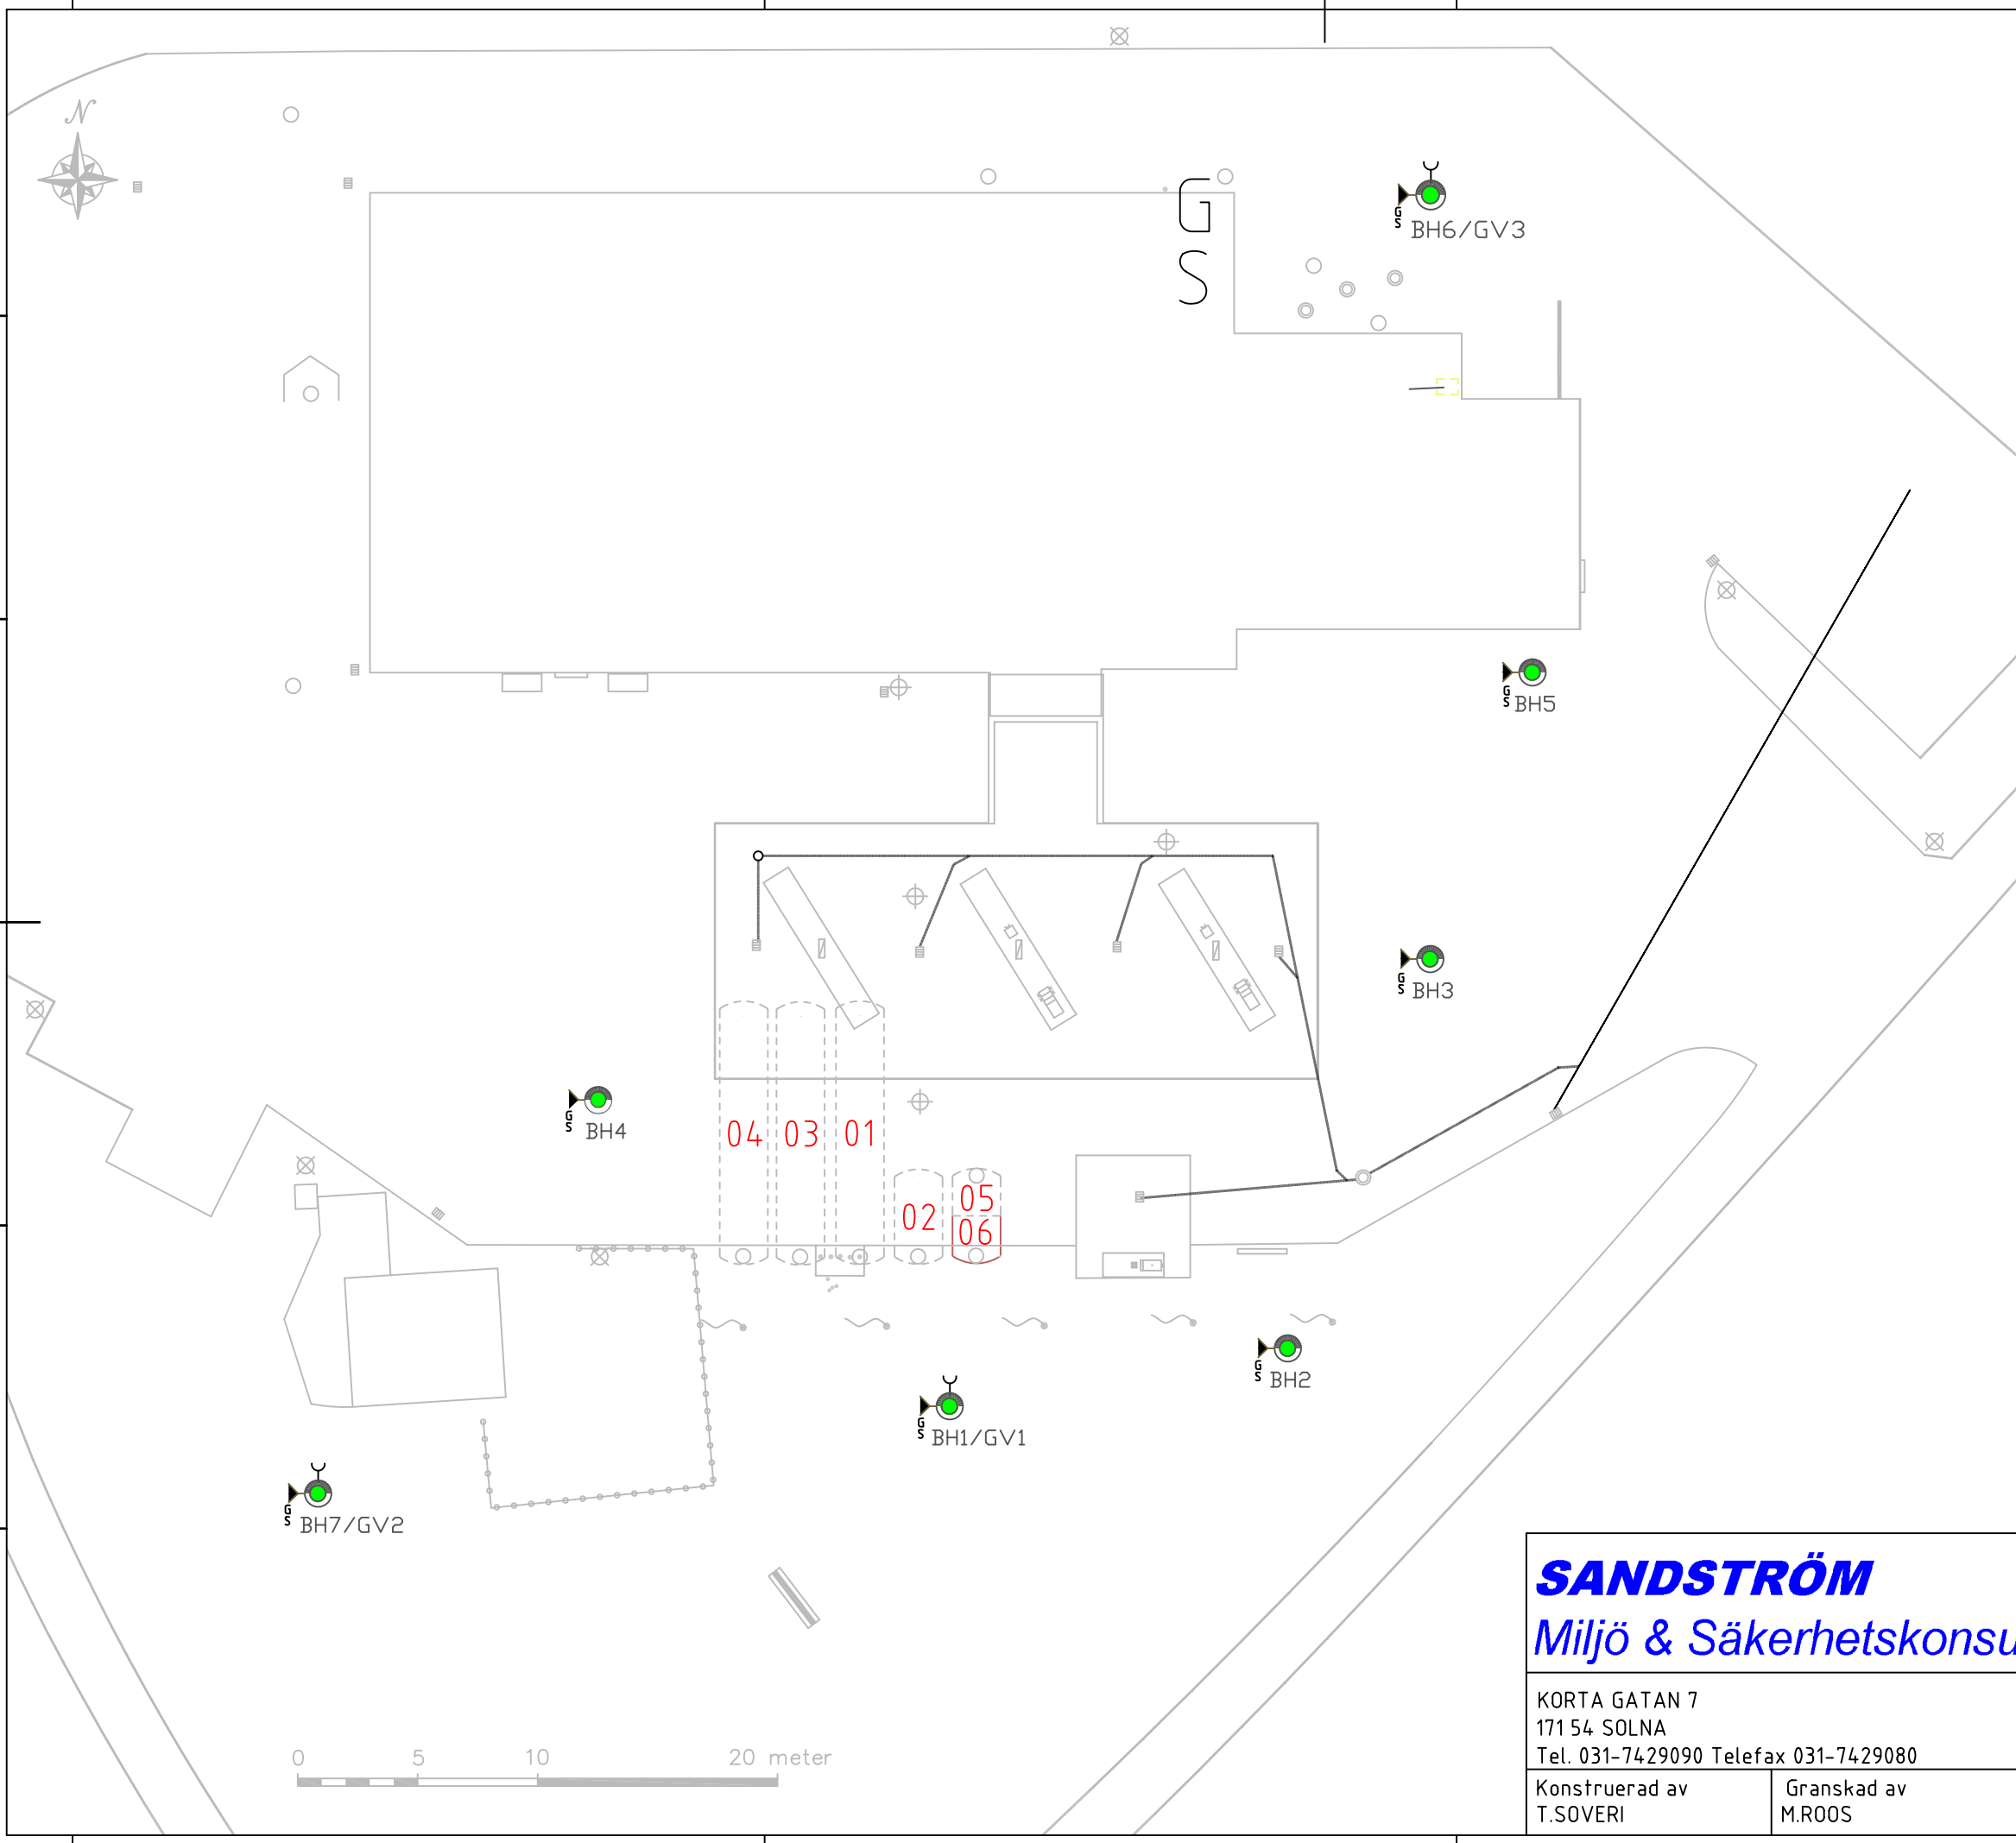 N
G
S
G
S
BH6/GV3
G
S
BH5
G
S
BH3
G
S
BH4
04 03 01
02
05
06
G
S
BH2
G
S
BH1/GV1
G
S
BH7/GV2
0 5 10 20 meter
SANDSTRÖM
Miljö & Säkerhetskonsu
KORTA GATAN 7
171 54 SOLNA
Tel. 031-7429090 Telefax 031-7429080
Konstruerad av
T.SOVERI
Granskad av
M.ROOS